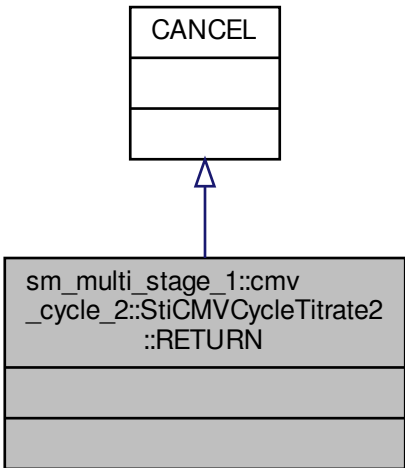 CANCEL
sm_multi_stage_1::cmv
_cycle_2::StiCMVCycleTitrate2
::RETURN